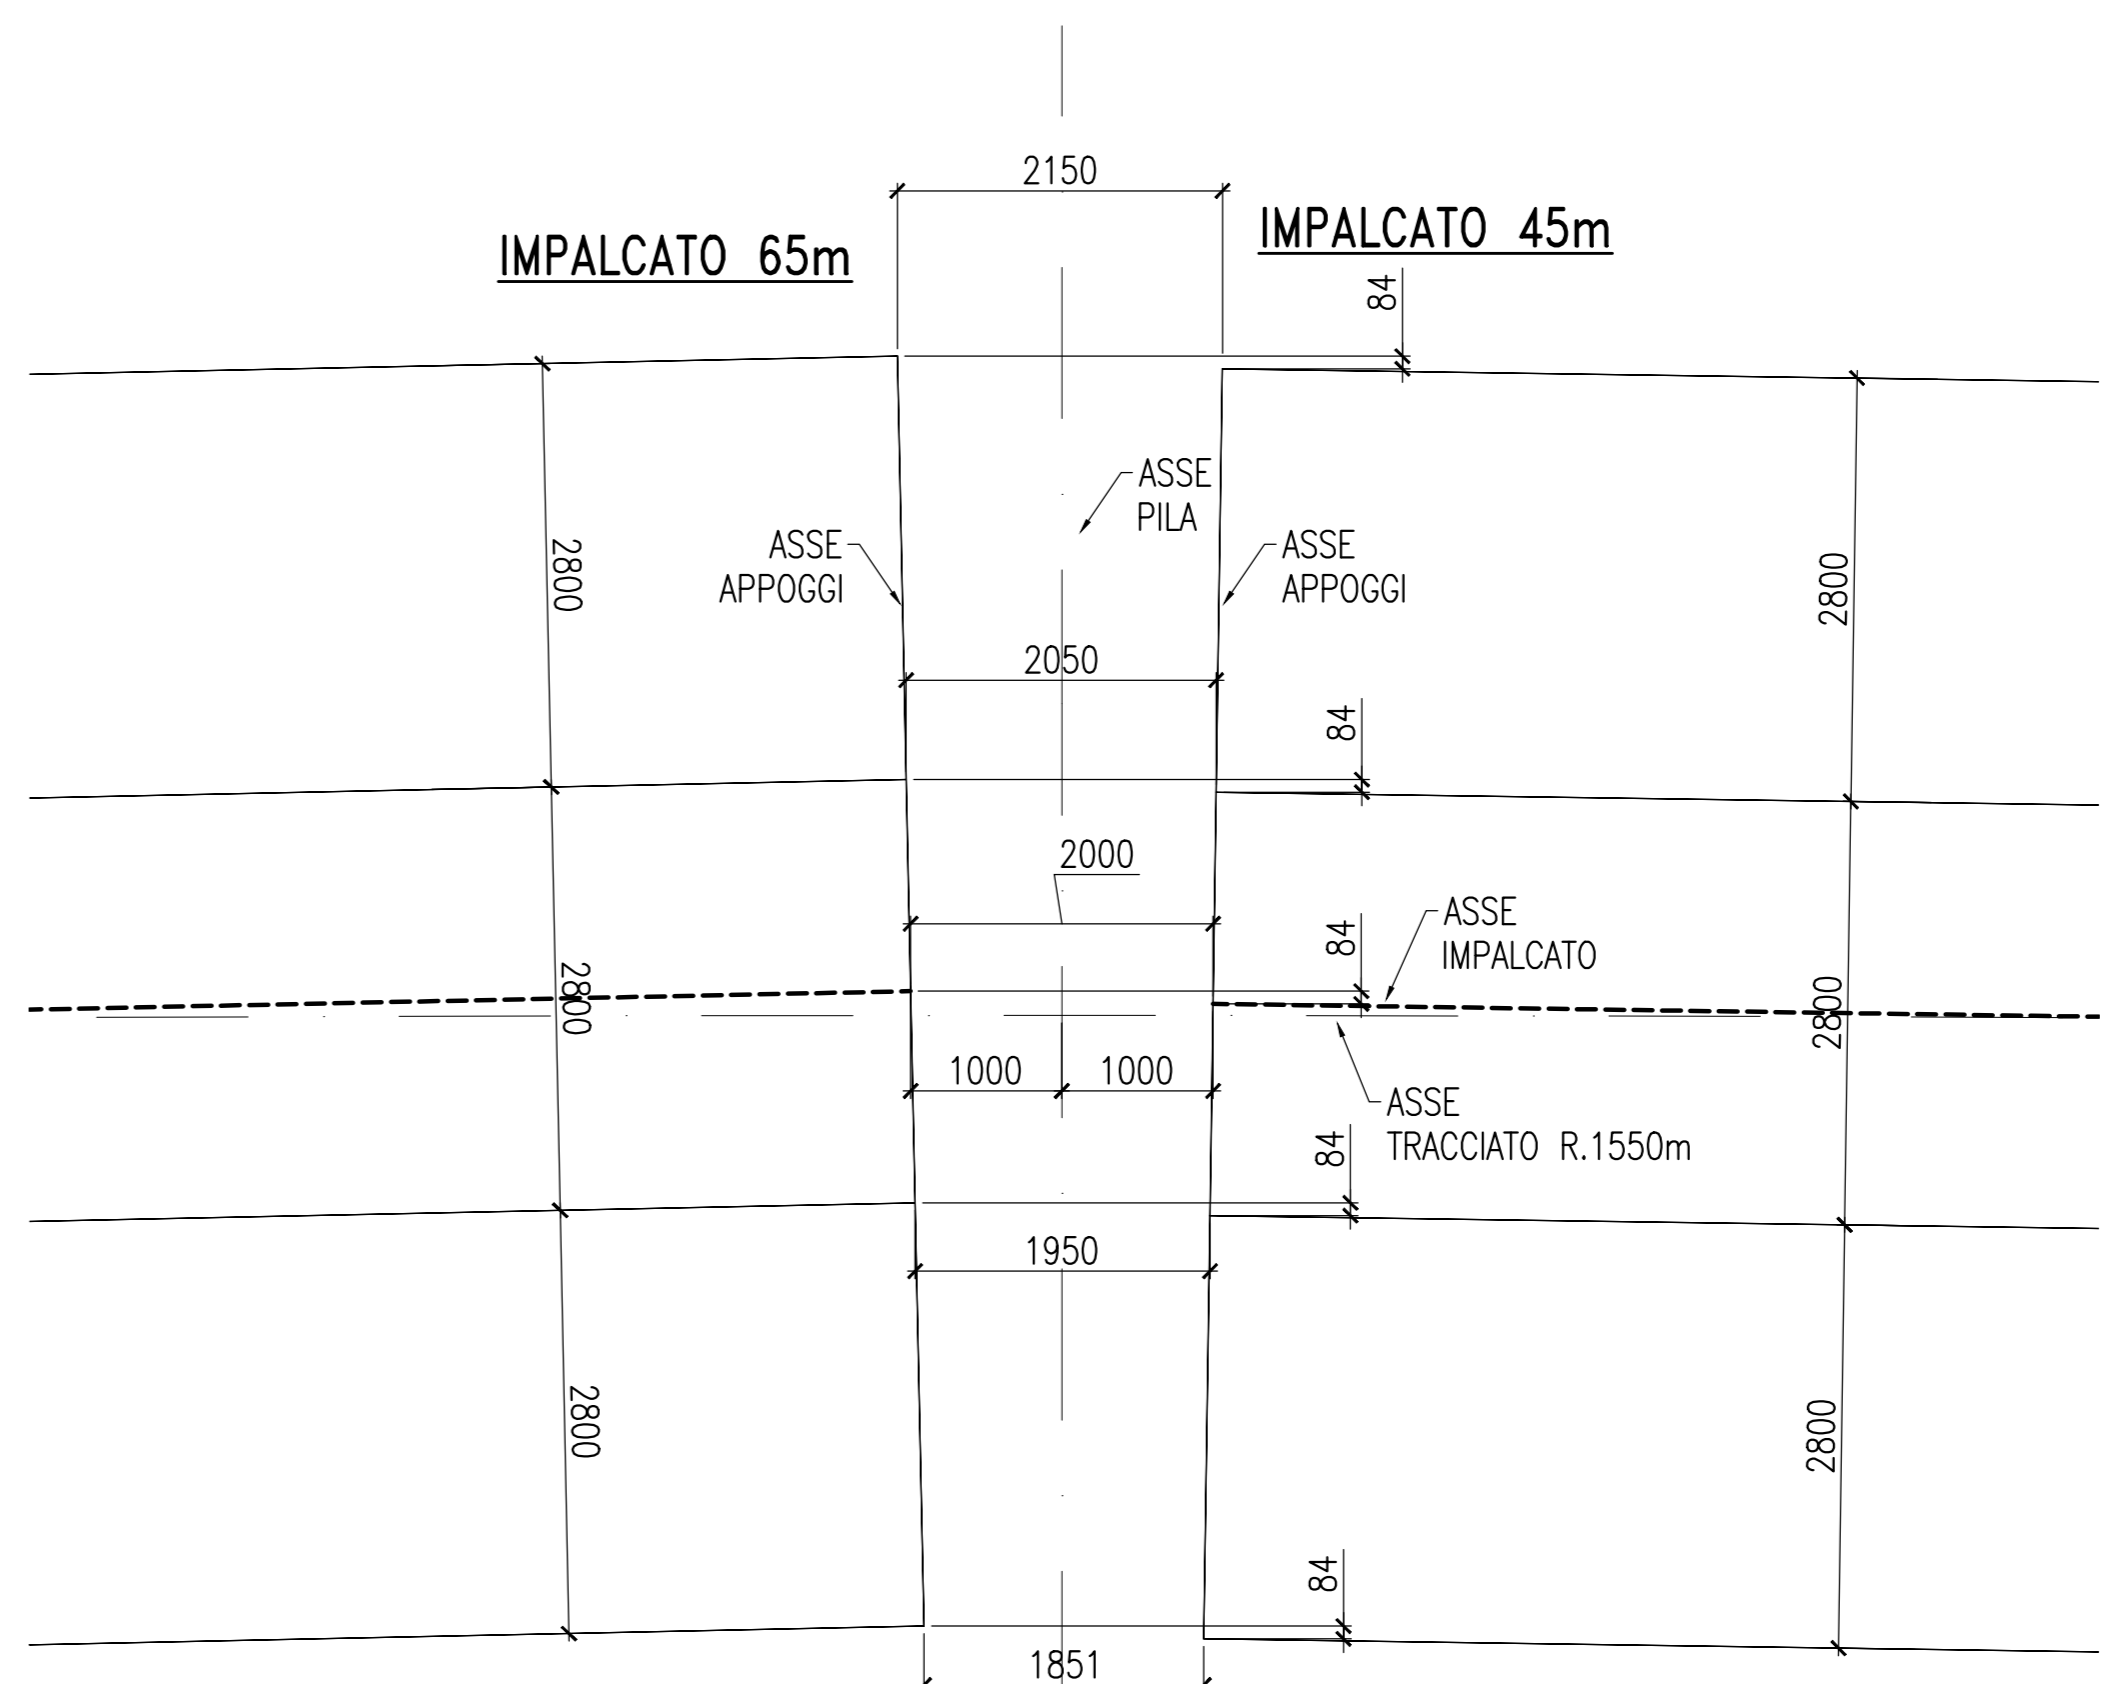 2150
IMPALCATO 65m
IMPALCATO 45m
84
ASSE
PILA
ASSE
APPOGGI
ASSE
APPOGGI
2800
2800
2050
84
2000
84
ASSE
IMPALCATO
2800
2800
1000
1000
ASSE
TRACCIATO R.1550m
84
1950
2800
2800
84
1851